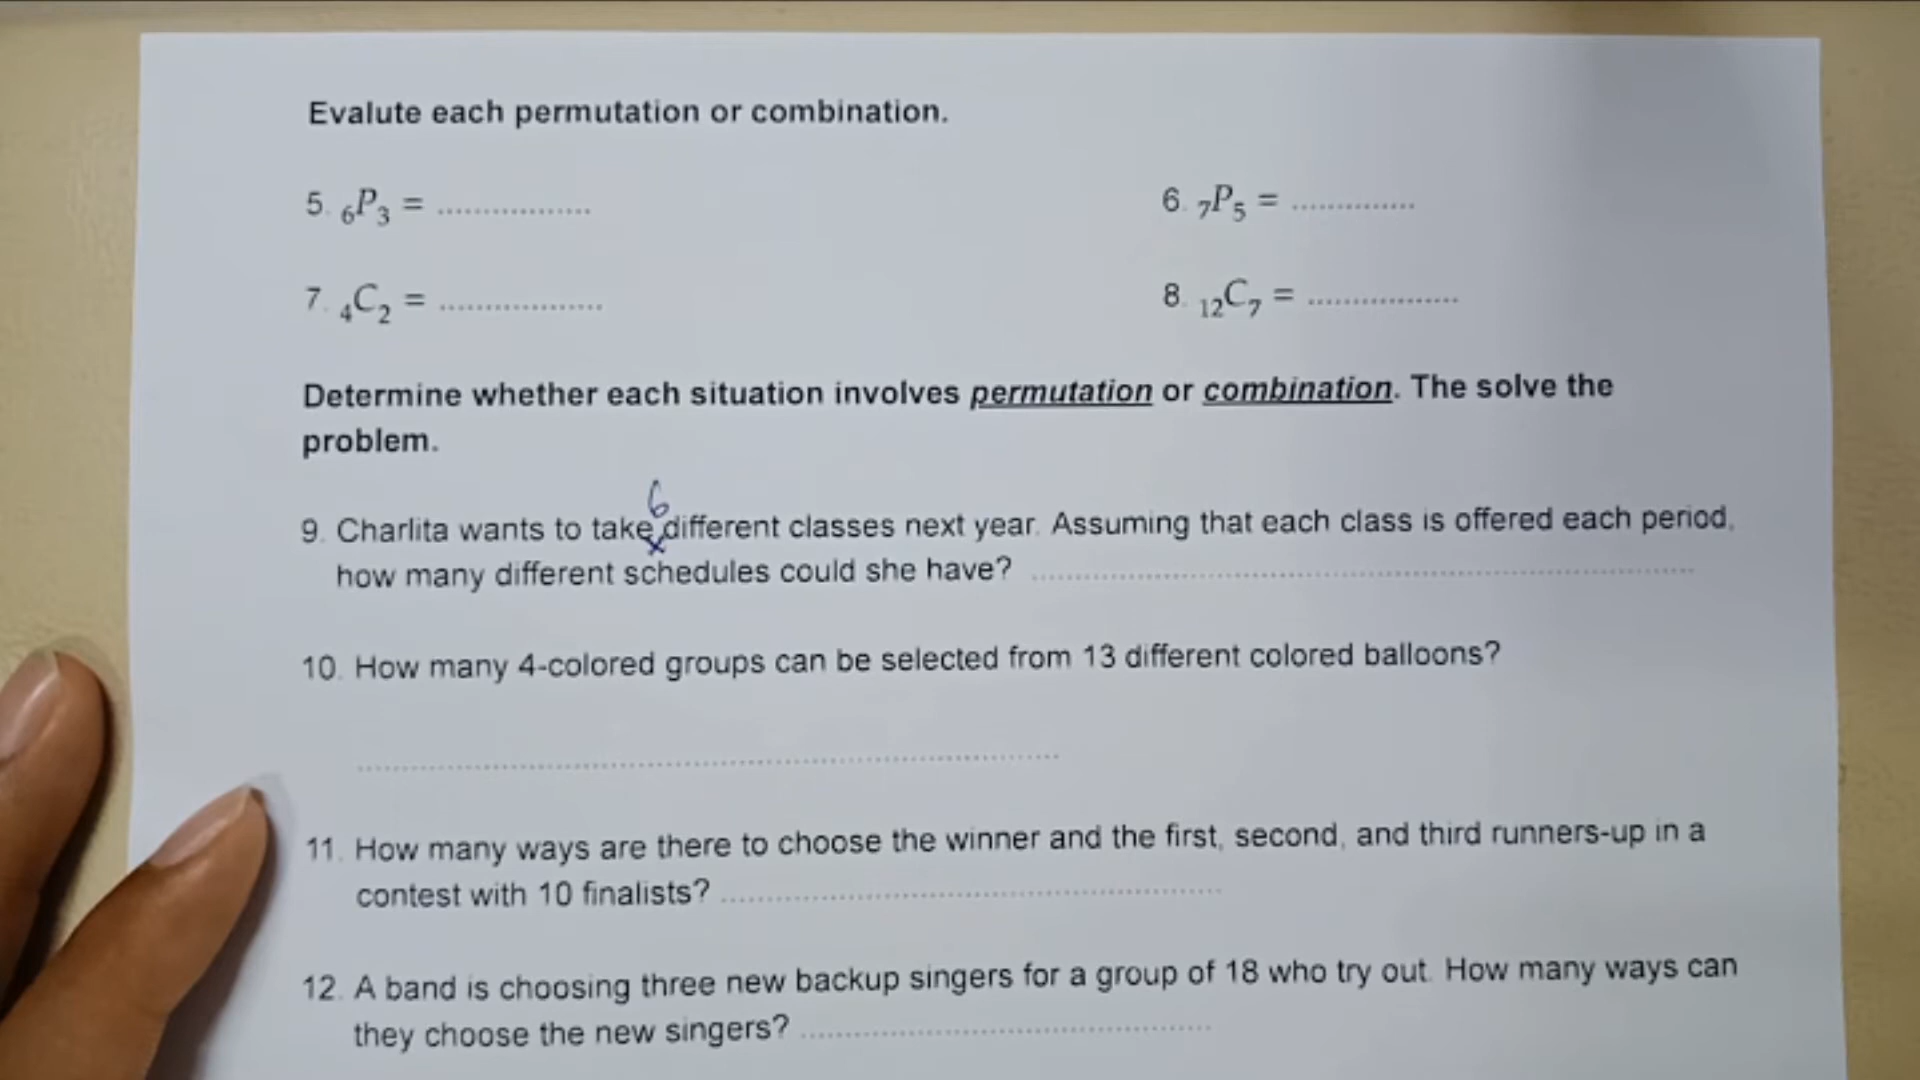 Evalute each permutation or combination.
5. ₆P₃ = ..................
6. ₇P₅ = ..............
7. ₄C₂ = ...................
8. ₁₂C₇ = .................
Determine whether each situation involves permutation or combination. The solve the
problem.
6
9. Charlita wants to take different classes next year. Assuming that each class is offered each period,
how many different schedules could she have? ..............................................................................
10. How many 4-colored groups can be selected from 13 different colored balloons?
..................................................................................
11. How many ways are there to choose the winner and the first, second, and third runners-up in a
contest with 10 finalists? ..........................................................
12. A band is choosing three new backup singers for a group of 18 who try out. How many ways can
they choose the new singers? ................................................